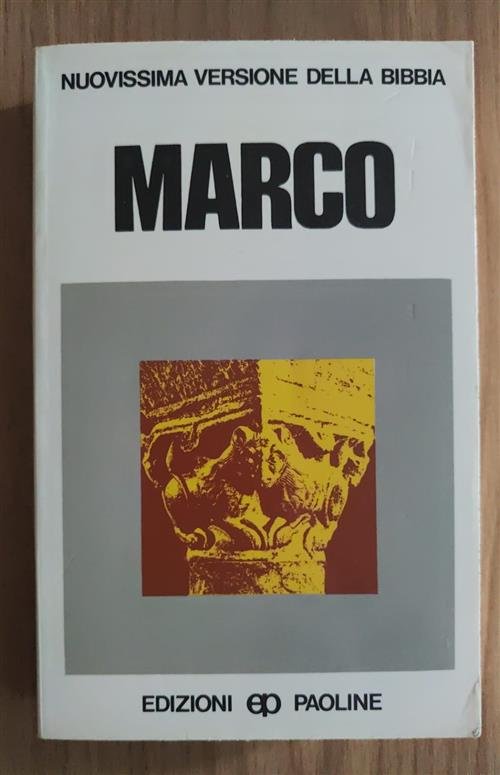 NUOVISSIMA VERSIONE DELLA BIBBIA
MARCO
EDIZIONI ep PAOLINE